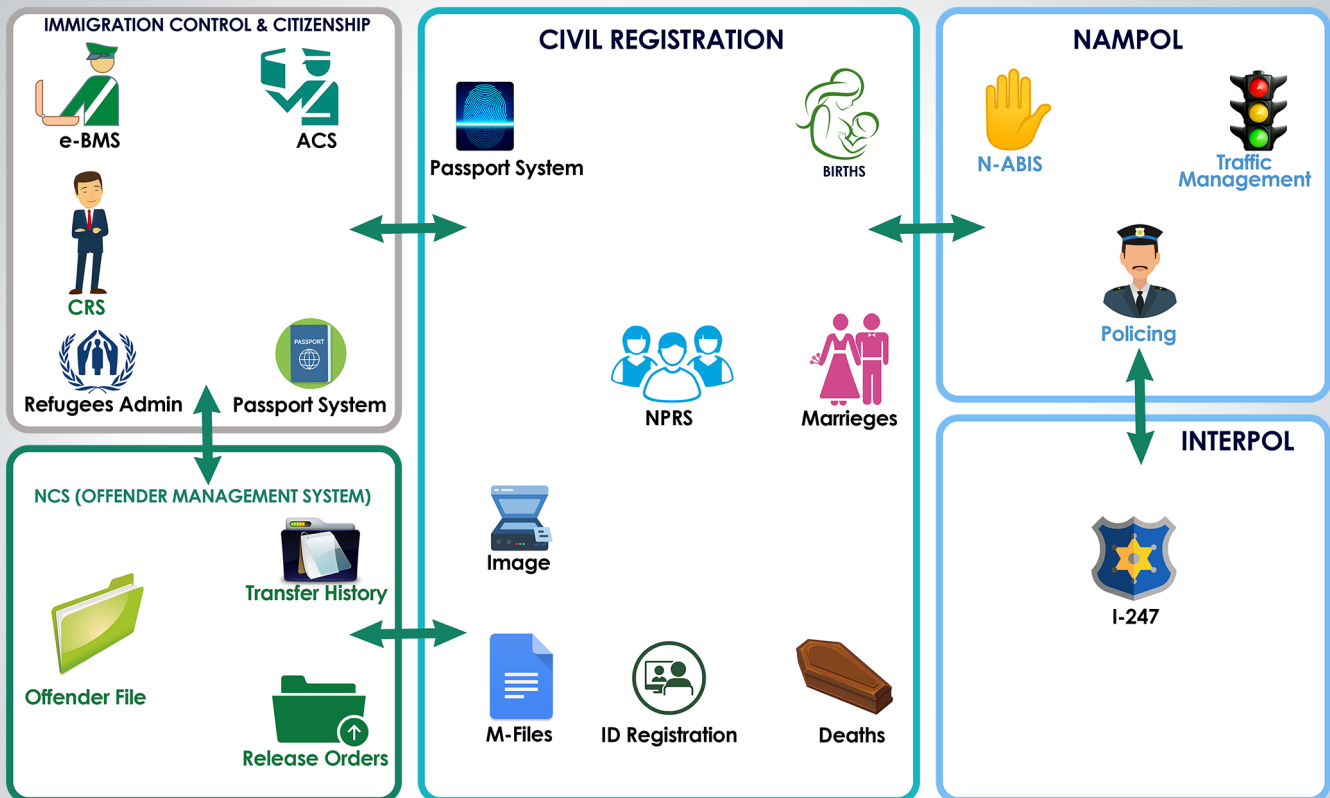 IMMIGRATION CONTROL & CITIZENSHIP
e-BMS
ACS
CRS
Refugees Admin
PASSPORT
Passport System
NCS (OFFENDER MANAGEMENT SYSTEM)
Transfer History
Offender File
Release Orders
CIVIL REGISTRATION
Passport System
BIRTHS
NPRS
Marrieges
Image
M-Files
ID Registration
Deaths
NAMPOL
N-ABIS
Traffic
Management
Policing
INTERPOL
I-247